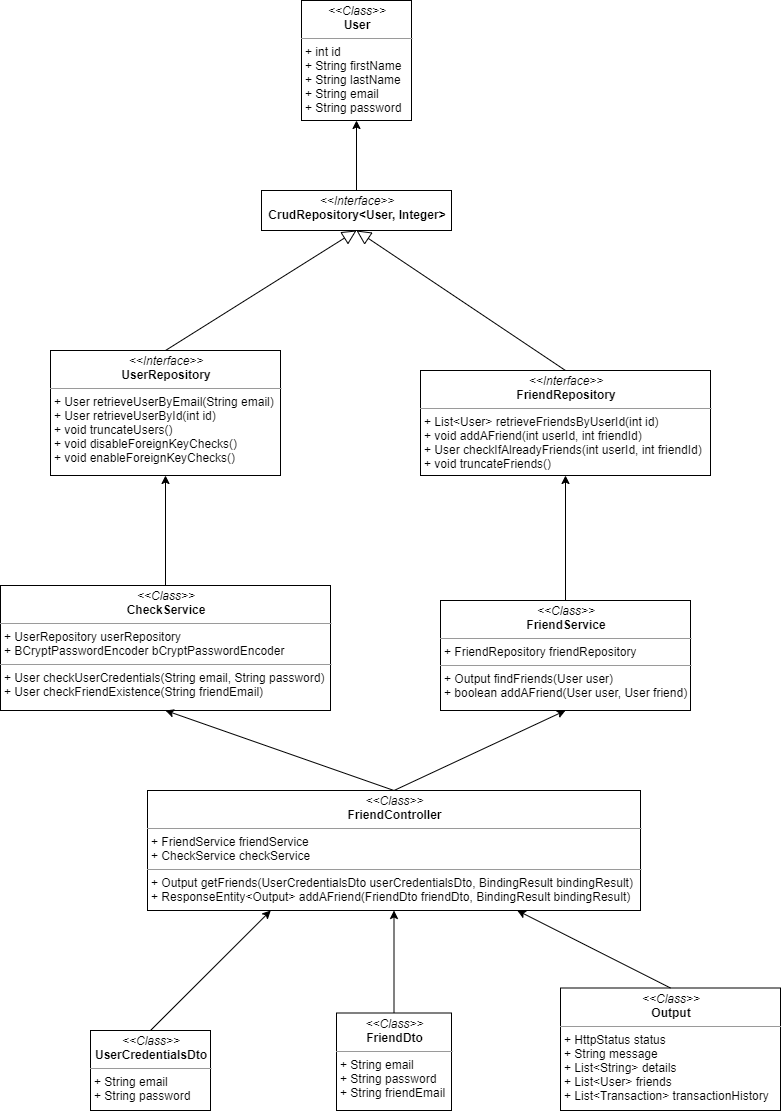 <<Class>>
User
+ int id
+ String firstName
+ String lastName
+ String email
+ String password
<<Interface>>
CrudRepository<User, Integer>
<<Interface>>
UserRepository
+ User retrieveUserByEmail(String email)
+ User retrieveUserById(int id)
+ void truncateUsers()
+ void disableForeignKeyChecks()
+ void enableForeignKeyChecks()
<<Interface>>
FriendRepository
+ List<User> retrieveFriendsByUserId(int id)
+ void addAFriend(int userId, int friendId)
+ User checkIfAlreadyFriends(int userId, int friendId)
+ void truncateFriends()
<<Class>>
CheckService
+ UserRepository userRepository
+ BCryptPasswordEncoder bCryptPasswordEncoder
+ User checkUserCredentials(String email, String password)
+ User checkFriendExistence(String friendEmail)
<<Class>>
FriendService
+ FriendRepository friendRepository
+ Output findFriends(User user)
+ boolean addAFriend(User user, User friend)
<<Class>>
FriendController
+ FriendService friendService
+ CheckService checkService
+ Output getFriends(UserCredentialsDto userCredentialsDto, BindingResult bindingResult)
+ ResponseEntity<Output> addAFriend(FriendDto friendDto, BindingResult bindingResult)
<<Class>>
UserCredentialsDto
+ String email
+ String password
<<Class>>
FriendDto
+ String email
+ String password
+ String friendEmail
<<Class>>
Output
+ HttpStatus status
+ String message
+ List<String> details
+ List<User> friends
+ List<Transaction> transactionHistory